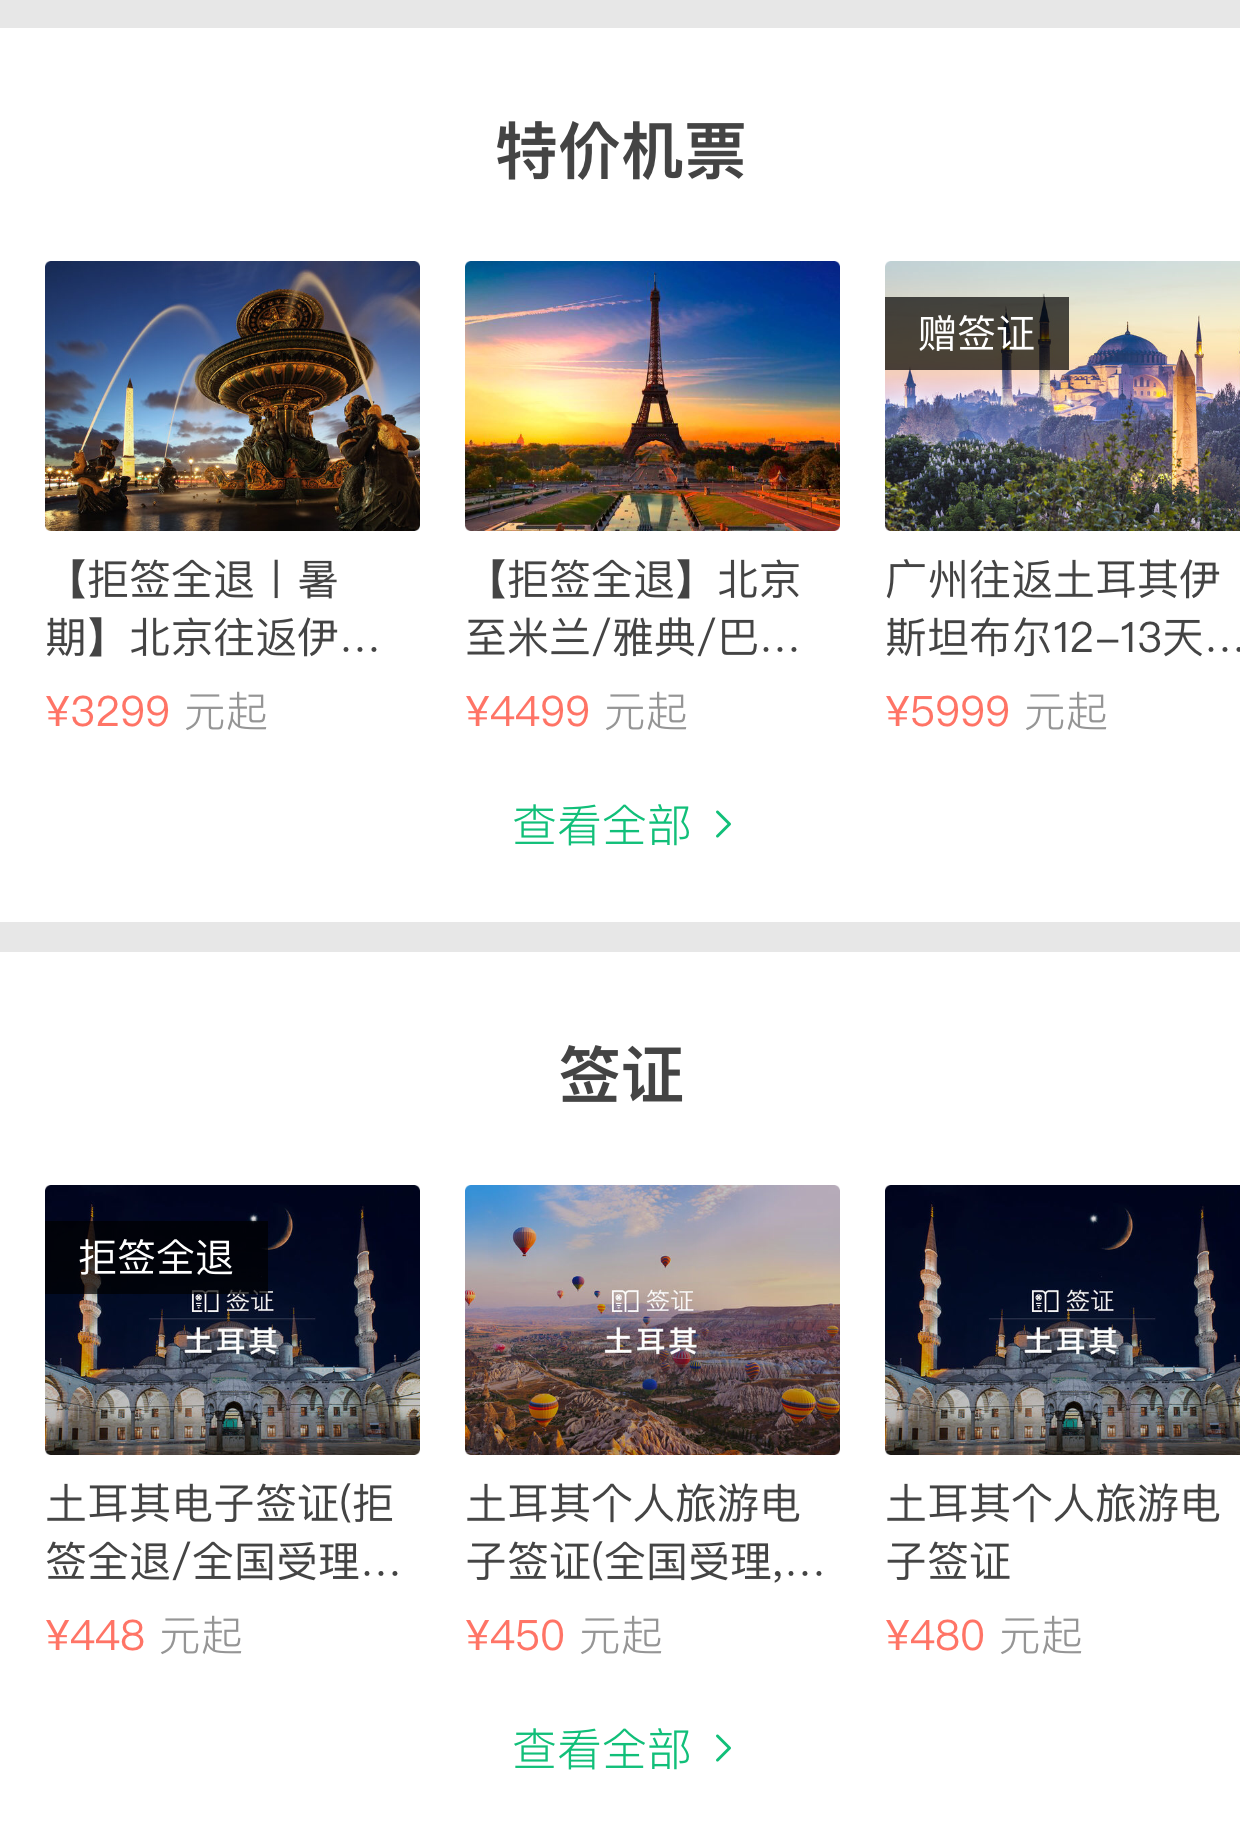 特价机票
赠签证
【拒签全退丨暑
期】北京往返伊...
¥3299 元起
【拒签全退】北京
至米兰/雅典/巴...
¥4499 元起
广州往返土耳其伊
斯坦布尔12-13天...
¥5999 元起
查看全部
签证
拒签全退
签证
土耳其
签证
土耳其
签证
土耳其
土耳其电子签证(拒
签全退/全国受理...
¥448 元起
土耳其个人旅游电
子签证(全国受理,...
¥450 元起
土耳其个人旅游电
子签证
¥480 元起
查看全部